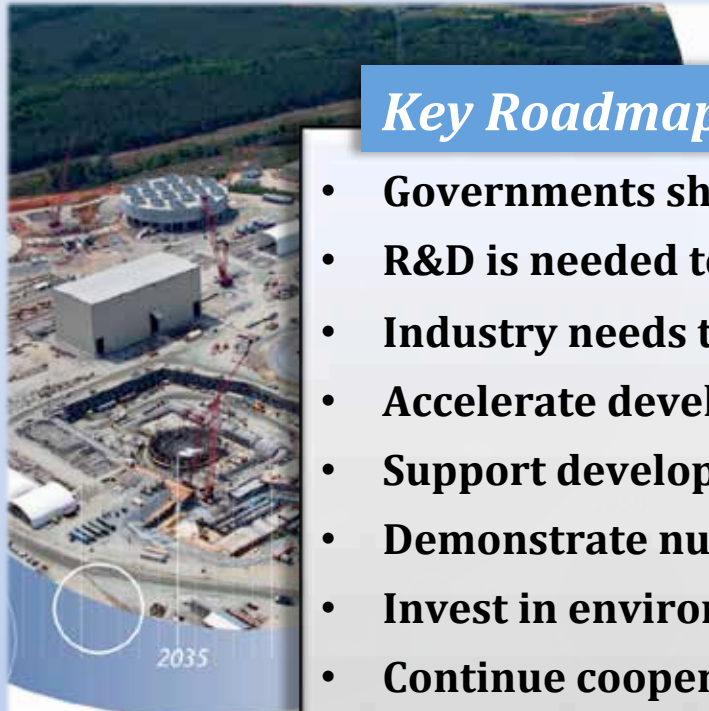 Key Roadmap
• Governments sh
• R&D is needed t
• Industry needs t
• Accelerate devel
• Support develop
• Demonstrate nu
• Invest in enviro
• Continue cooper
2035